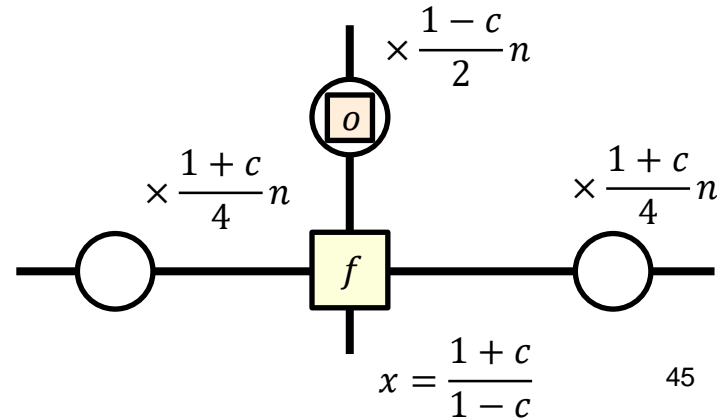 × (1 − c)/2 n
o
× (1 + c)/4 n
× (1 + c)/4 n
f
x = (1 + c)/(1 − c)
45